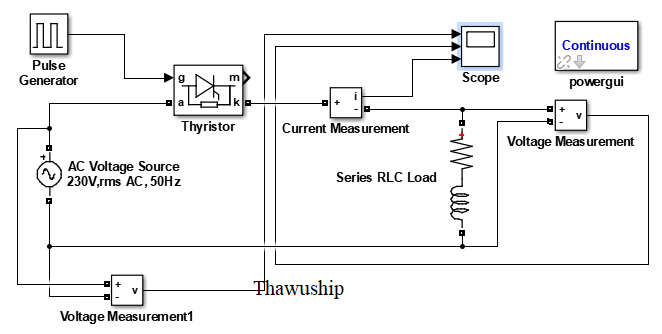 Pulse
Generator
g
m
a
k
Thyristor
+
i
-
Current Measurement
Scope
Continuous
powergui
+
-
v
Voltage Measurement
+
AC Voltage Source
230V,rms AC, 50Hz
Series RLC Load
+
+
-
v
Voltage Measurement1
Thawuship